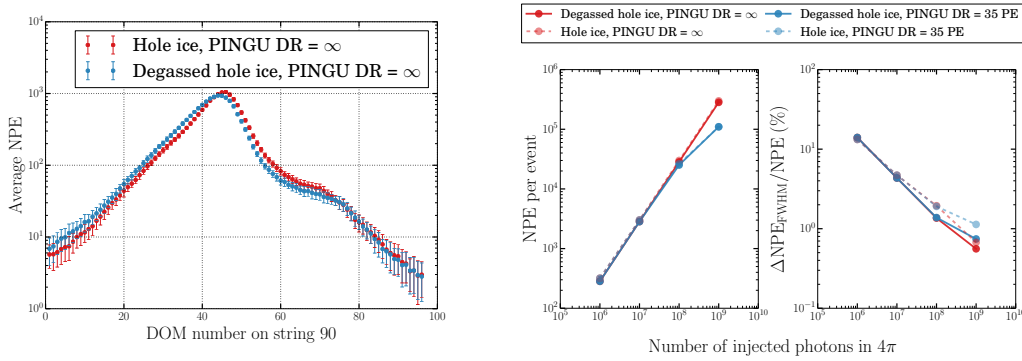 Hole ice, PINGU DR = ∞
Degassed hole ice, PINGU DR = ∞
Average NPE
10⁴
10³
10²
10¹
10⁰
0 20 40 60 80 100
DOM number on string 90
Degassed hole ice, PINGU DR = ∞
Hole ice, PINGU DR = ∞
Degassed hole ice, PINGU DR = 35 PE
Hole ice, PINGU DR = 35 PE
NPE per event
10⁶
10⁵
10⁴
10³
10²
10⁵ 10⁶ 10⁷ 10⁸ 10⁹ 10¹⁰
ΔNPE_FWHM/NPE (%)
10²
10¹
10⁰
10⁻¹
10⁵ 10⁶ 10⁷ 10⁸ 10⁹ 10¹⁰
Number of injected photons in 4π